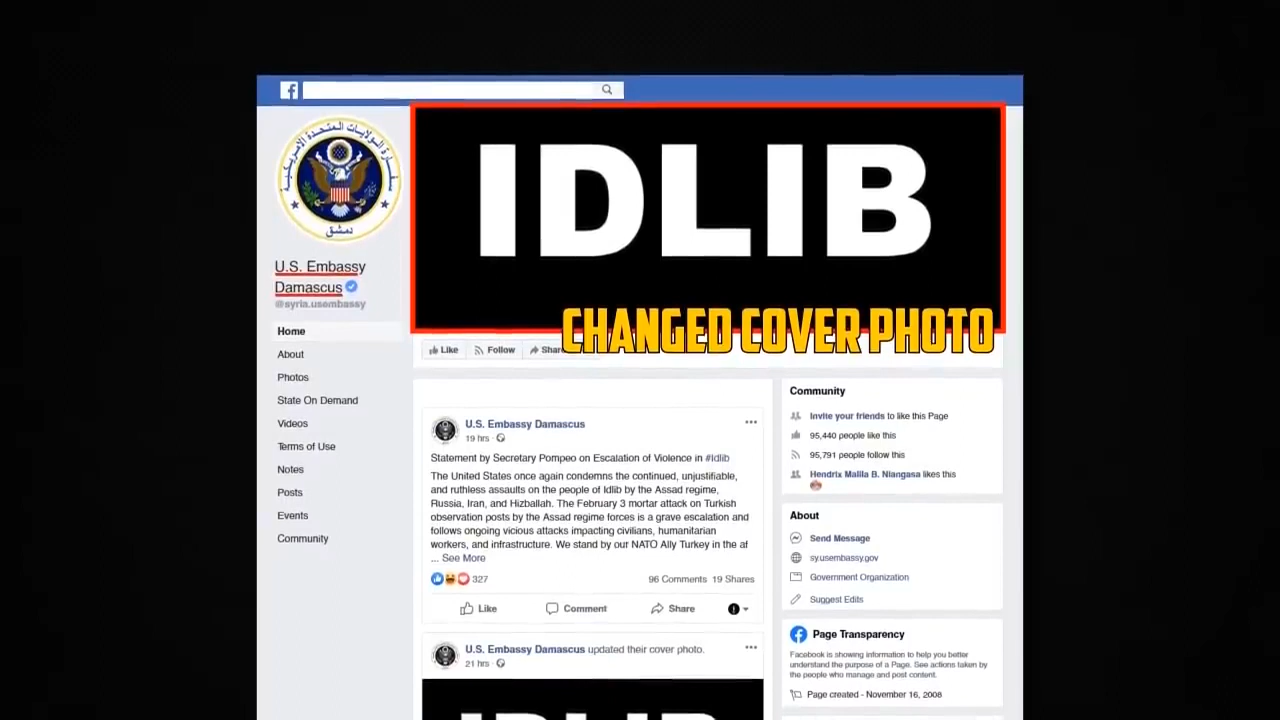 سفارة الولايات المتحدة الأمريكية
دمشق
IDLIB
CHANGED COVER PHOTO
U.S. Embassy
Damascus
@syria.usembassy
Home
About
Photos
State On Demand
Videos
Terms of Use
Notes
Posts
Events
Community
Like
Follow
Share
U.S. Embassy Damascus
19 hrs ·
Statement by Secretary Pompeo on Escalation of Violence in #Idlib
The United States once again condemns the continued, unjustifiable,
and ruthless assaults on the people of Idlib by the Assad regime,
Russia, Iran, and Hizballah. The February 3 mortar attack on Turkish
observation posts by the Assad regime forces is a grave escalation and
follows ongoing vicious attacks impacting civilians, humanitarian
workers, and infrastructure. We stand by our NATO Ally Turkey in the af
... See More
327
96 Comments 19 Shares
Like Comment Share
U.S. Embassy Damascus updated their cover photo.
21 hrs ·
IDLIB
Community
Invite your friends to like this Page
95,440 people like this
95,791 people follow this
Hendrix Malila B. Niangasa likes this
About
Send Message
sy.usembassy.gov
Government Organization
Suggest Edits
Page Transparency
Facebook is showing information to help you better
understand the purpose of a Page. See actions taken by
the people who manage and post content.
Page created - November 16, 2008